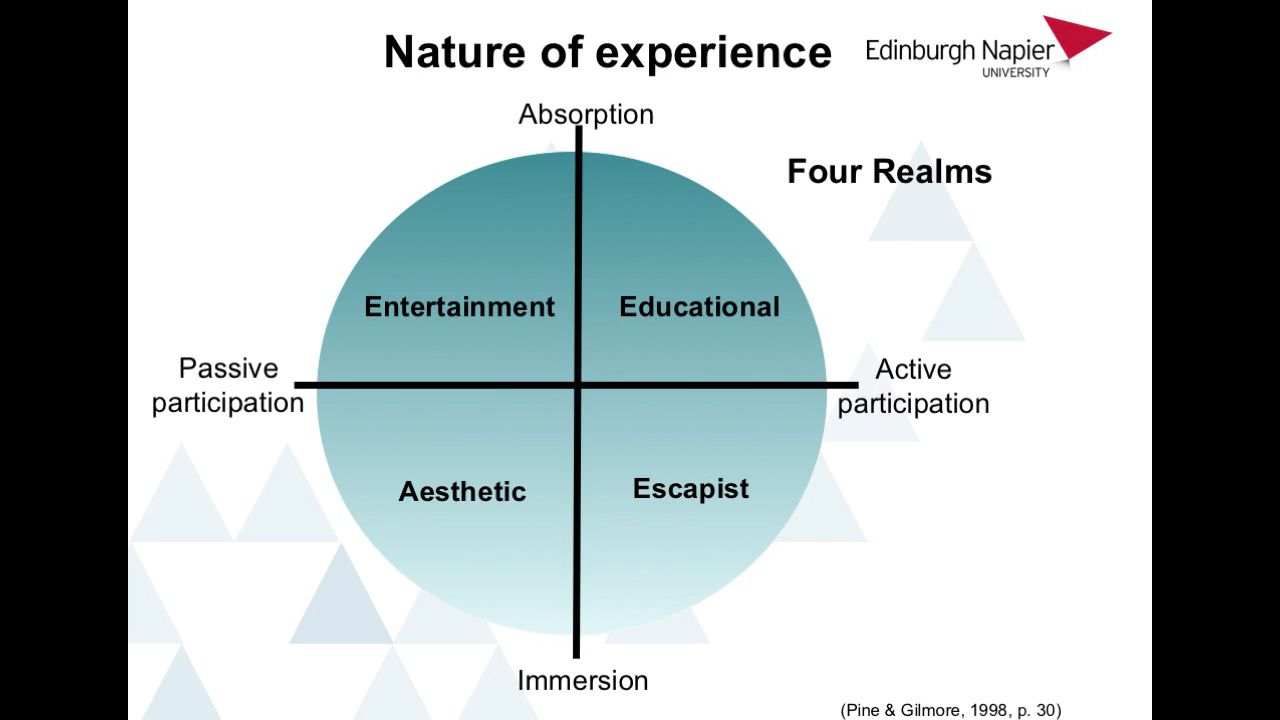 Nature of experience
Edinburgh Napier
UNIVERSITY
Absorption
Four Realms
Entertainment
Educational
Passive
participation
Active
participation
Aesthetic
Escapist
Immersion
(Pine & Gilmore, 1998, p. 30)